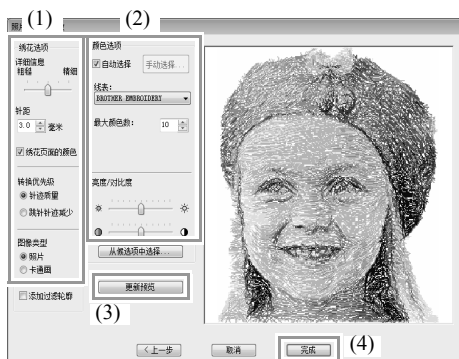 (1)
(2)
照片
绣花选项
详细信息
粗糙
精细
针距
3.0
毫米
绣花页面的颜色
转换优先级
针迹质量
跳针针迹减少
图像类型
照片
卡通画
添加过滤轮廓
颜色选项
自动选择
手动选择...
线表:
BROTHER EMBROIDERY
最大颜色数:
10
亮度/对比度
从候选项中选择...
更新预览
(3)
(4)
<上一步
取消
完成